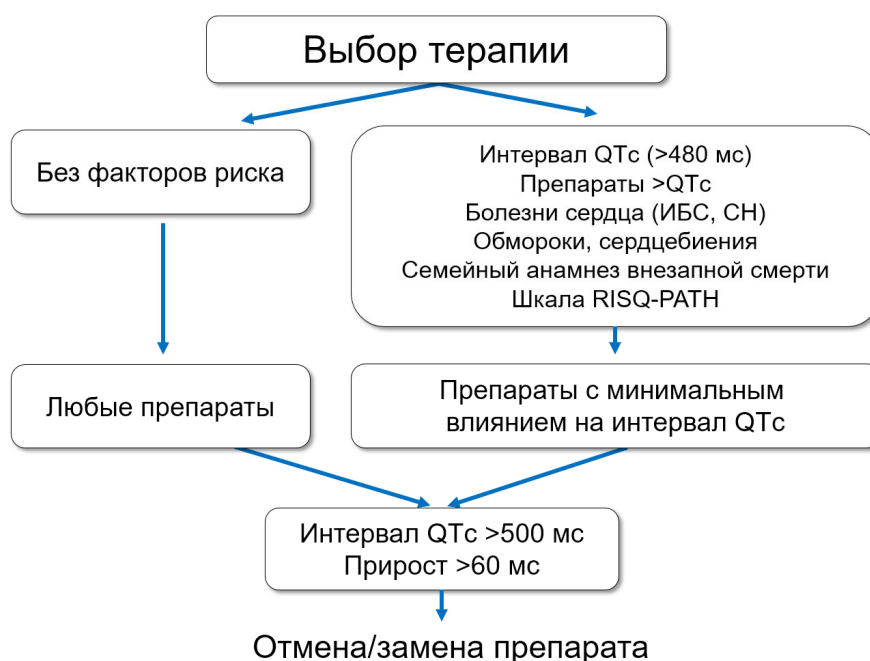 Выбор терапии
Без факторов риска
Интервал QTc (>480 мс)
Препараты >QTc
Болезни сердца (ИБС, СН)
Обмороки, сердцебиения
Семейный анамнез внезапной смерти
Шкала RISQ-PATH
Любые препараты
Препараты с минимальным
влиянием на интервал QTc
Интервал QTc >500 мс
Прирост >60 мс
Отмена/замена препарата